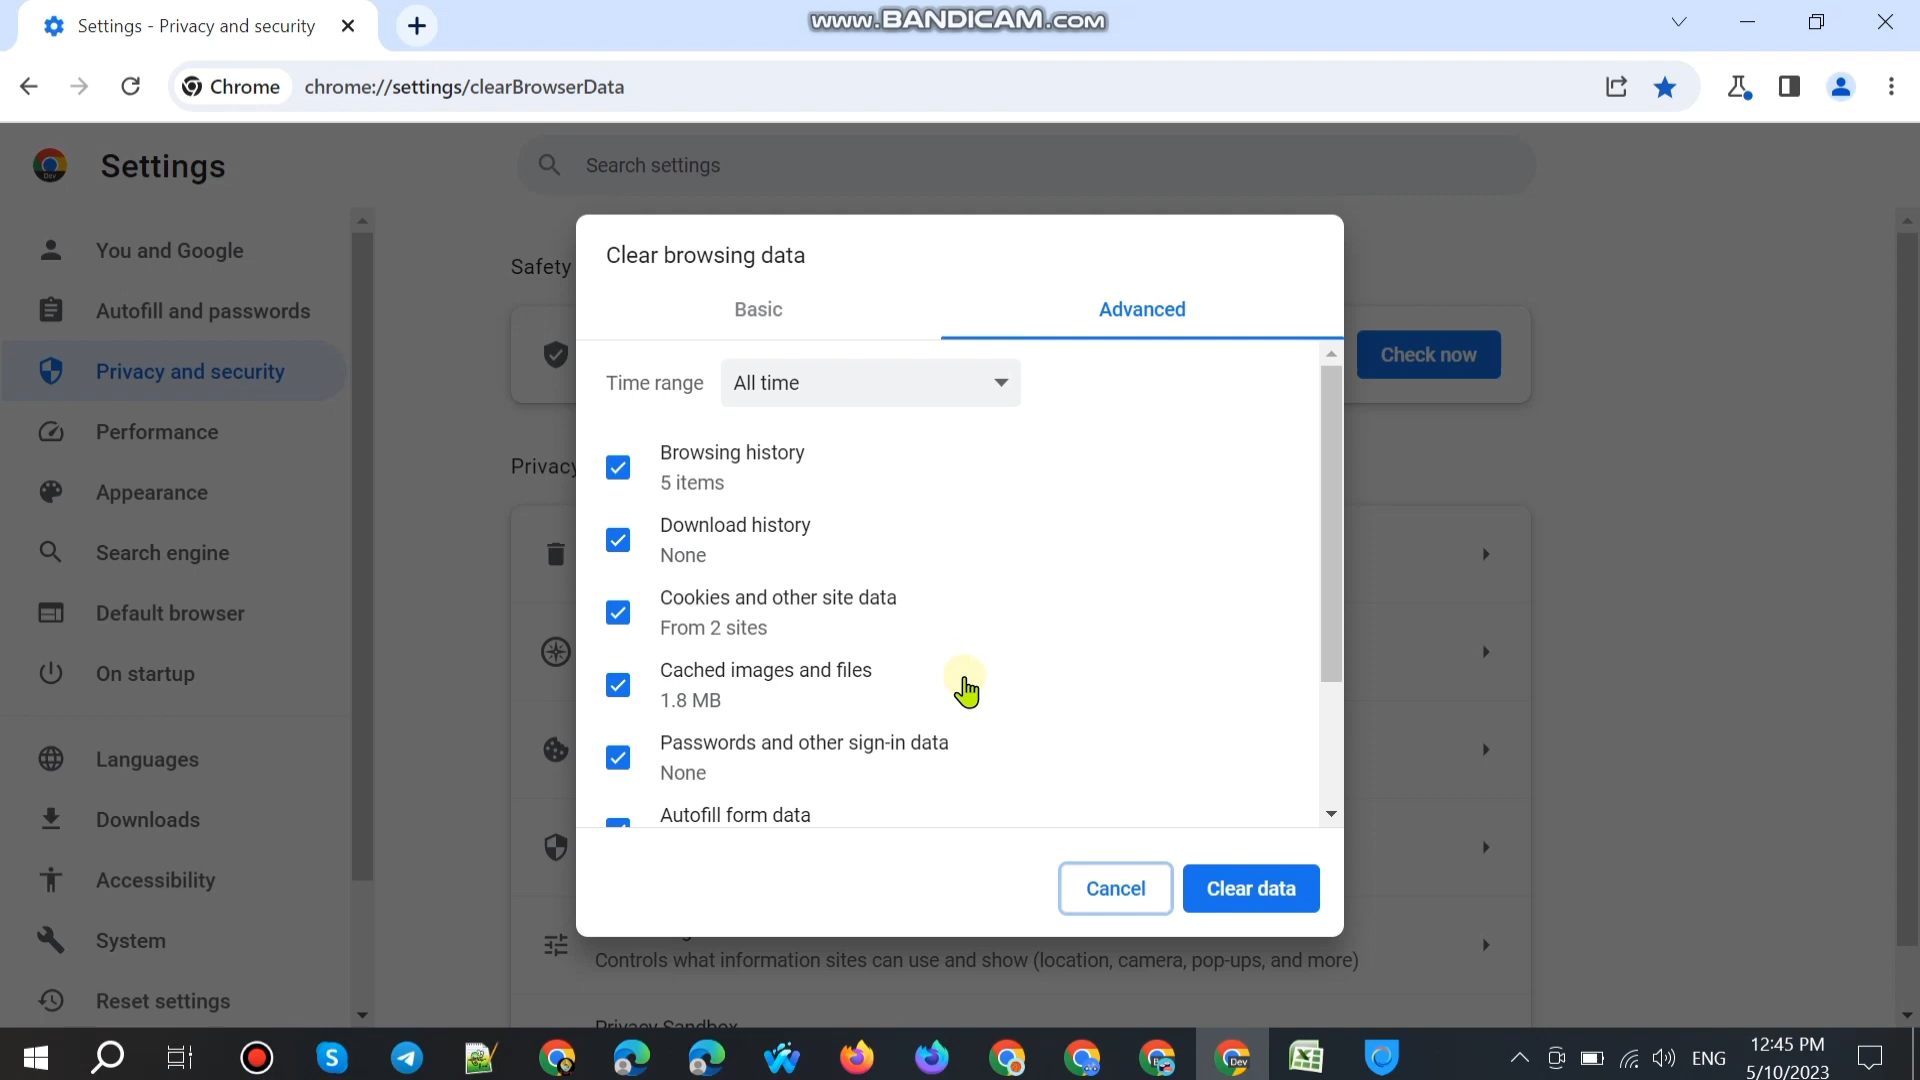 Settings - Privacy and security
www.BANDICAM.com
Chrome
chrome://settings/clearBrowserData
Dev
Settings
Search settings
You and Google
Autofill and passwords
Privacy and security
Performance
Appearance
Search engine
Default browser
On startup
Languages
Downloads
Accessibility
System
Reset settings
Safety
Check now
Privacy
Clear browsing data
Basic
Advanced
Time range
All time
Browsing history
5 items
Download history
None
Cookies and other site data
From 2 sites
Cached images and files
1.8 MB
Passwords and other sign-in data
None
Autofill form data
Cancel
Clear data
Controls what information sites can use and show (location, camera, pop-ups, and more)
Privacy Sandbox
Dev
ENG
12:45 PM
5/10/2023